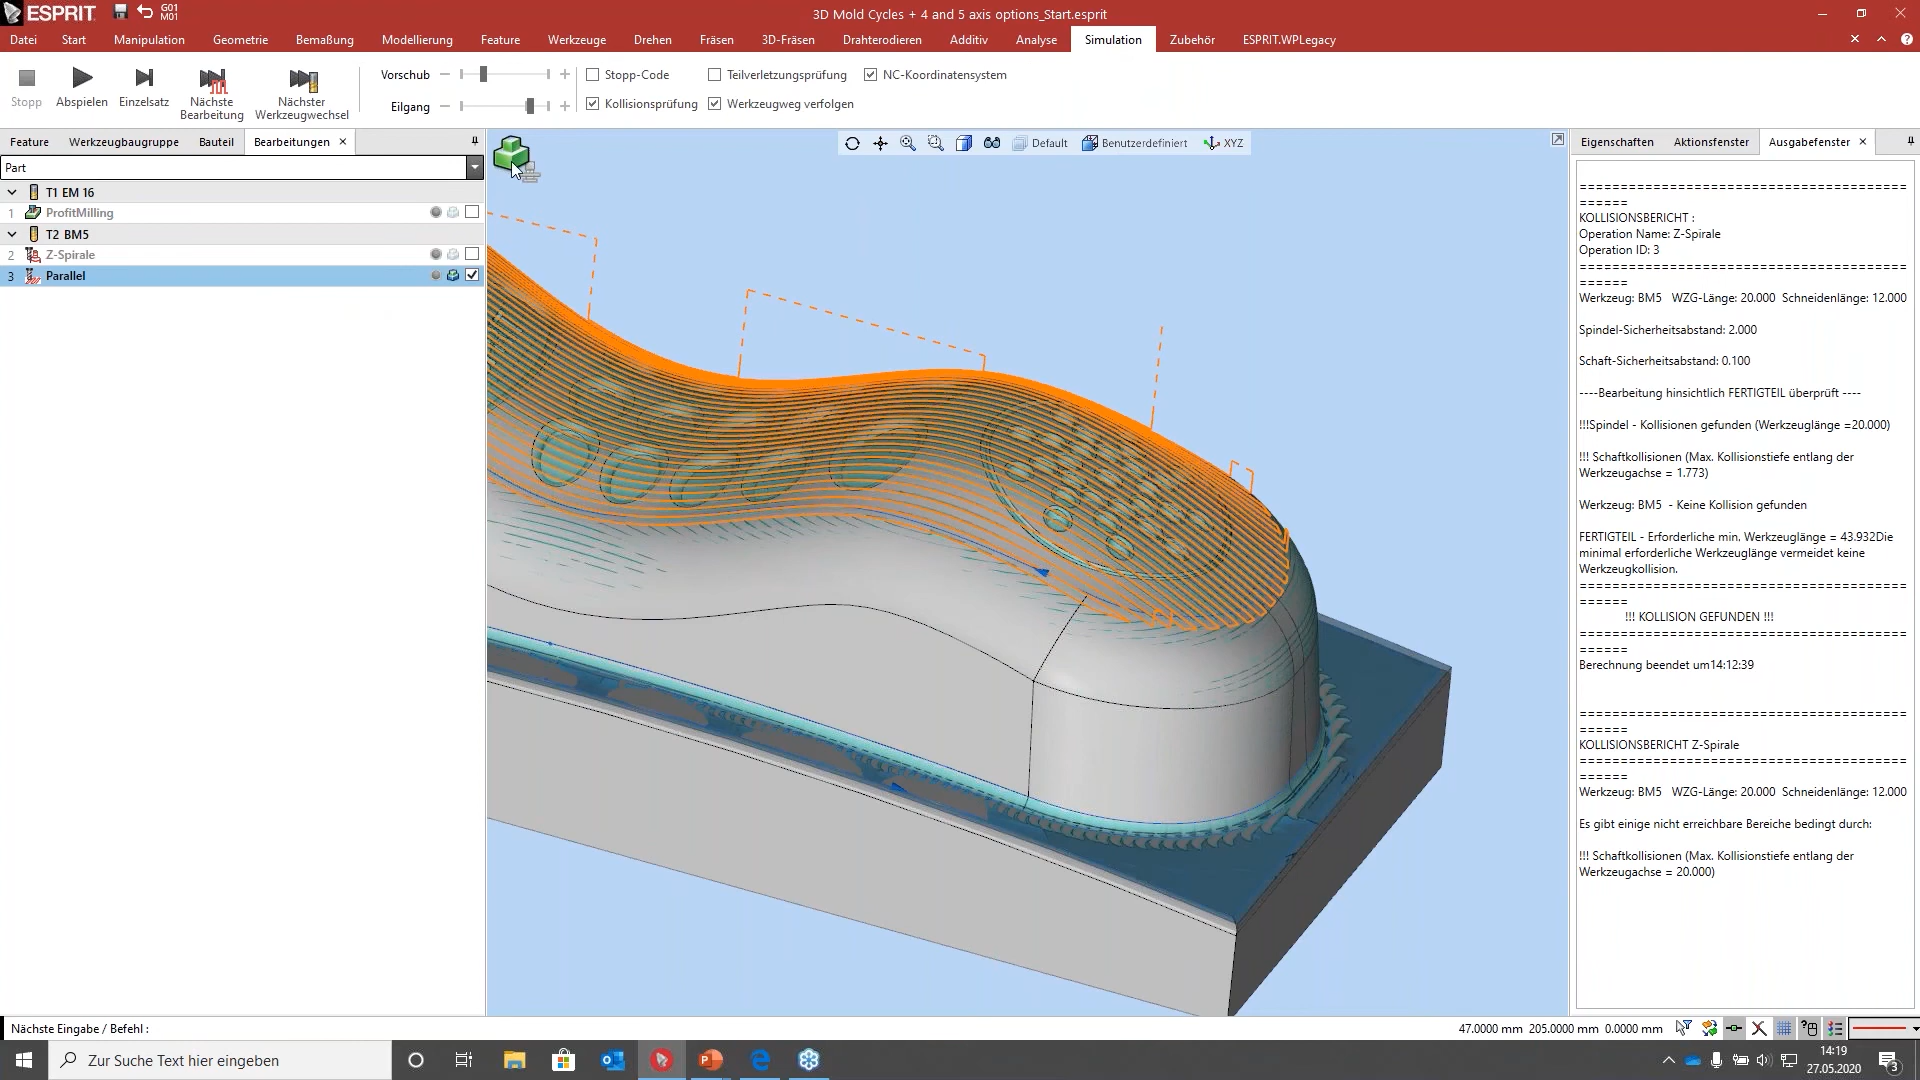 ESPRIT
G01
M01
3D Mold Cycles + 4 and 5 axis options_Start.esprit
Datei Start Manipulation Geometrie Bemaßung Modellierung Feature Werkzeuge Drehen Fräsen 3D-Fräsen Drahterodieren Additiv Analyse Simulation Zubehör ESPRIT.WPLegacy
Stopp
Abspielen
Einzelsatz
Nächste Bearbeitung
Nächster Werkzeugwechsel
Vorschub
Eilgang
Stopp-Code
Teilverletzungsprüfung
NC-Koordinatensystem
Kollisionsprüfung
Werkzeugweg verfolgen
Feature Werkzeugbaugruppe Bauteil Bearbeitungen
Part
T1 EM 16
1 ProfitMilling
T2 BM5
2 Z-Spirale
3 Parallel
Default Benutzerdefiniert XYZ
Eigenschaften Aktionsfenster Ausgabefenster
========================================
======
KOLLISIONSBERICHT :
Operation Name: Z-Spirale
Operation ID: 3
========================================
======
Werkzeug: BM5 WZG-Länge: 20.000 Schneidenlänge: 12.000
Spindel-Sicherheitsabstand: 2.000
Schaft-Sicherheitsabstand: 0.100
----Bearbeitung hinsichtlich FERTIGTEIL überprüft ----
!!!Spindel - Kollisionen gefunden (Werkzeuglänge =20.000)
!!! Schaftkollisionen (Max. Kollisionstiefe entlang der
Werkzeugachse = 1.773)
Werkzeug: BM5 - Keine Kollision gefunden
FERTIGTEIL - Erforderliche min. Werkzeuglänge = 43.932Die
minimal erforderliche Werkzeuglänge vermeidet keine
Werkzeugkollision.
========================================
======
!!! KOLLISION GEFUNDEN !!!
========================================
======
Berechnung beendet um14:12:39
========================================
======
KOLLISIONSBERICHT Z-Spirale
========================================
======
Werkzeug: BM5 WZG-Länge: 20.000 Schneidenlänge: 12.000
Es gibt einige nicht erreichbare Bereiche bedingt durch:
!!! Schaftkollisionen (Max. Kollisionstiefe entlang der
Werkzeugachse = 20.000)
Nächste Eingabe / Befehl :
47.0000 mm 205.0000 mm 0.0000 mm
Zur Suche Text hier eingeben
14:19
27.05.2020
3